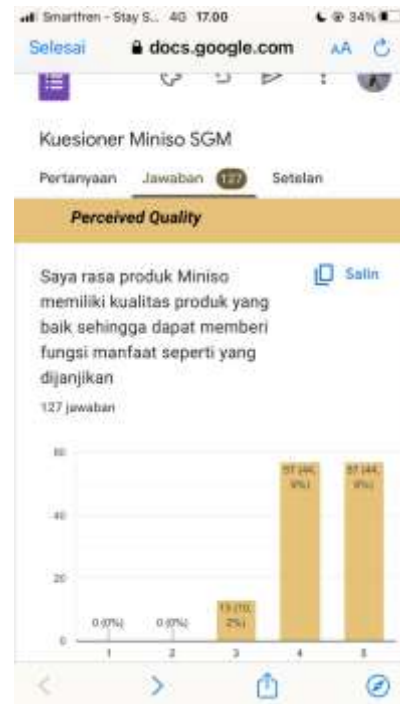 Smartfren - Stay S... 4G 17.00 34%
Selesai docs.google.com AA
Kuesioner Miniso SGM
Pertanyaan Jawaban 127 Setelan
Perceived Quality
Saya rasa produk Miniso
memiliki kualitas produk yang
baik sehingga dapat memberi
fungsi manfaat seperti yang
dijanjikan
Salin
127 jawaban
60
57 (44,
9%)
57 (44,
9%)
40
20
13 (10,
2%)
0 (0%)
0 (0%)
0
1 2 3 4 5